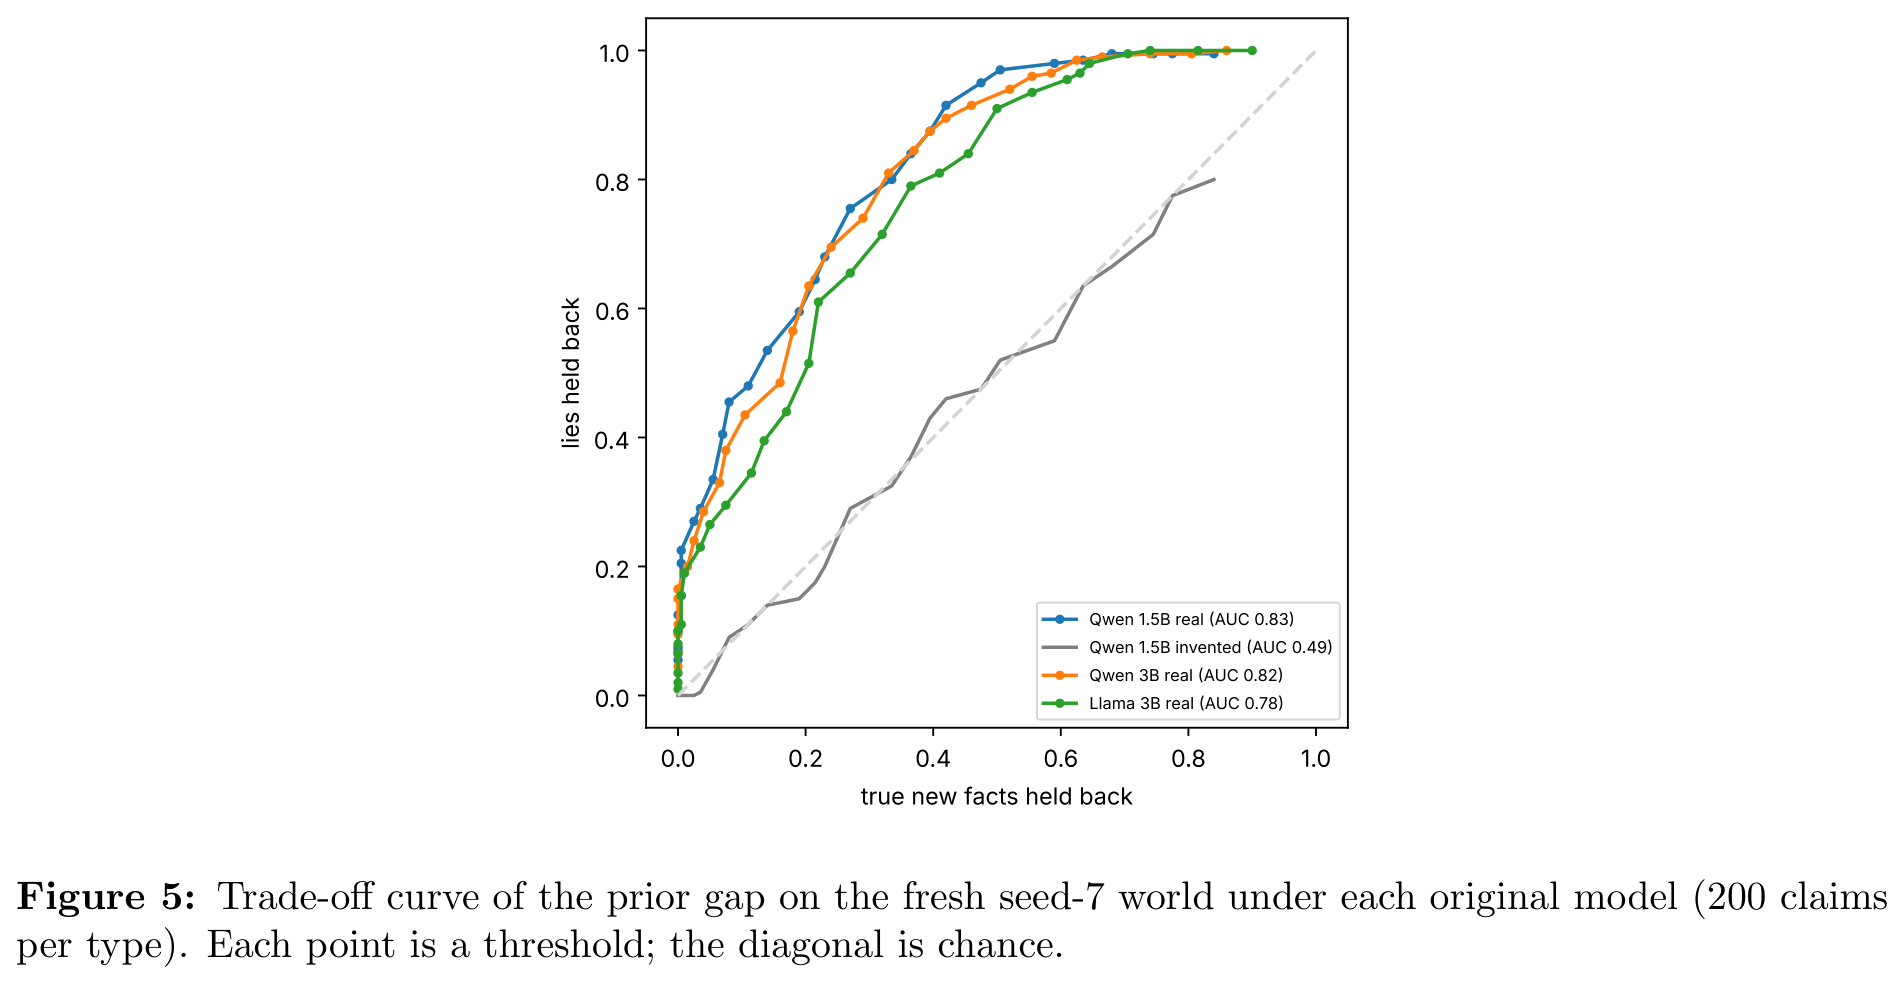 1.0
0.8
0.6
0.4
0.2
0.0
lies held back
Qwen 1.5B real (AUC 0.83)
Qwen 1.5B invented (AUC 0.49)
Qwen 3B real (AUC 0.82)
Llama 3B real (AUC 0.78)
0.0 0.2 0.4 0.6 0.8 1.0
true new facts held back
Figure 5: Trade-off curve of the prior gap on the fresh seed-7 world under each original model (200 claims
per type). Each point is a threshold; the diagonal is chance.